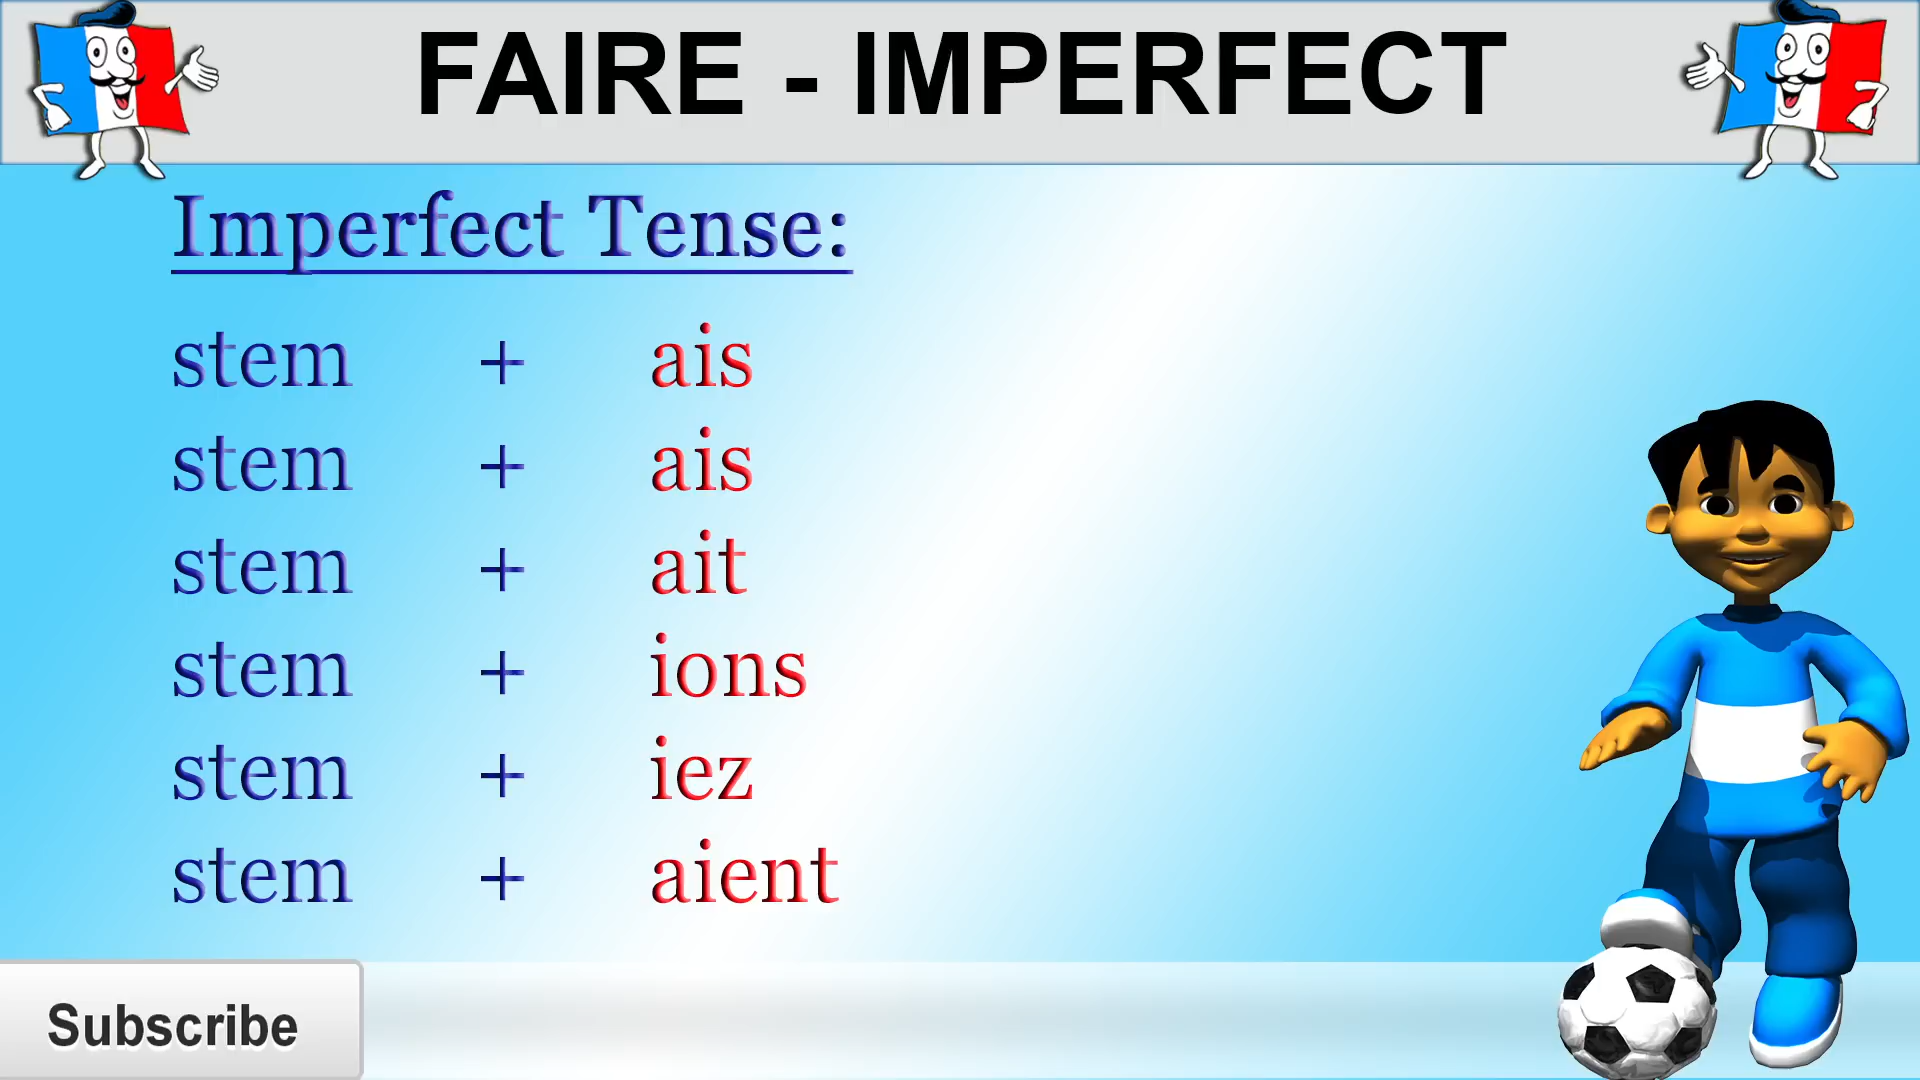 FAIRE - IMPERFECT
Imperfect Tense:
stem + ais
stem + ais
stem + ait
stem + ions
stem + iez
stem + aient
Subscribe